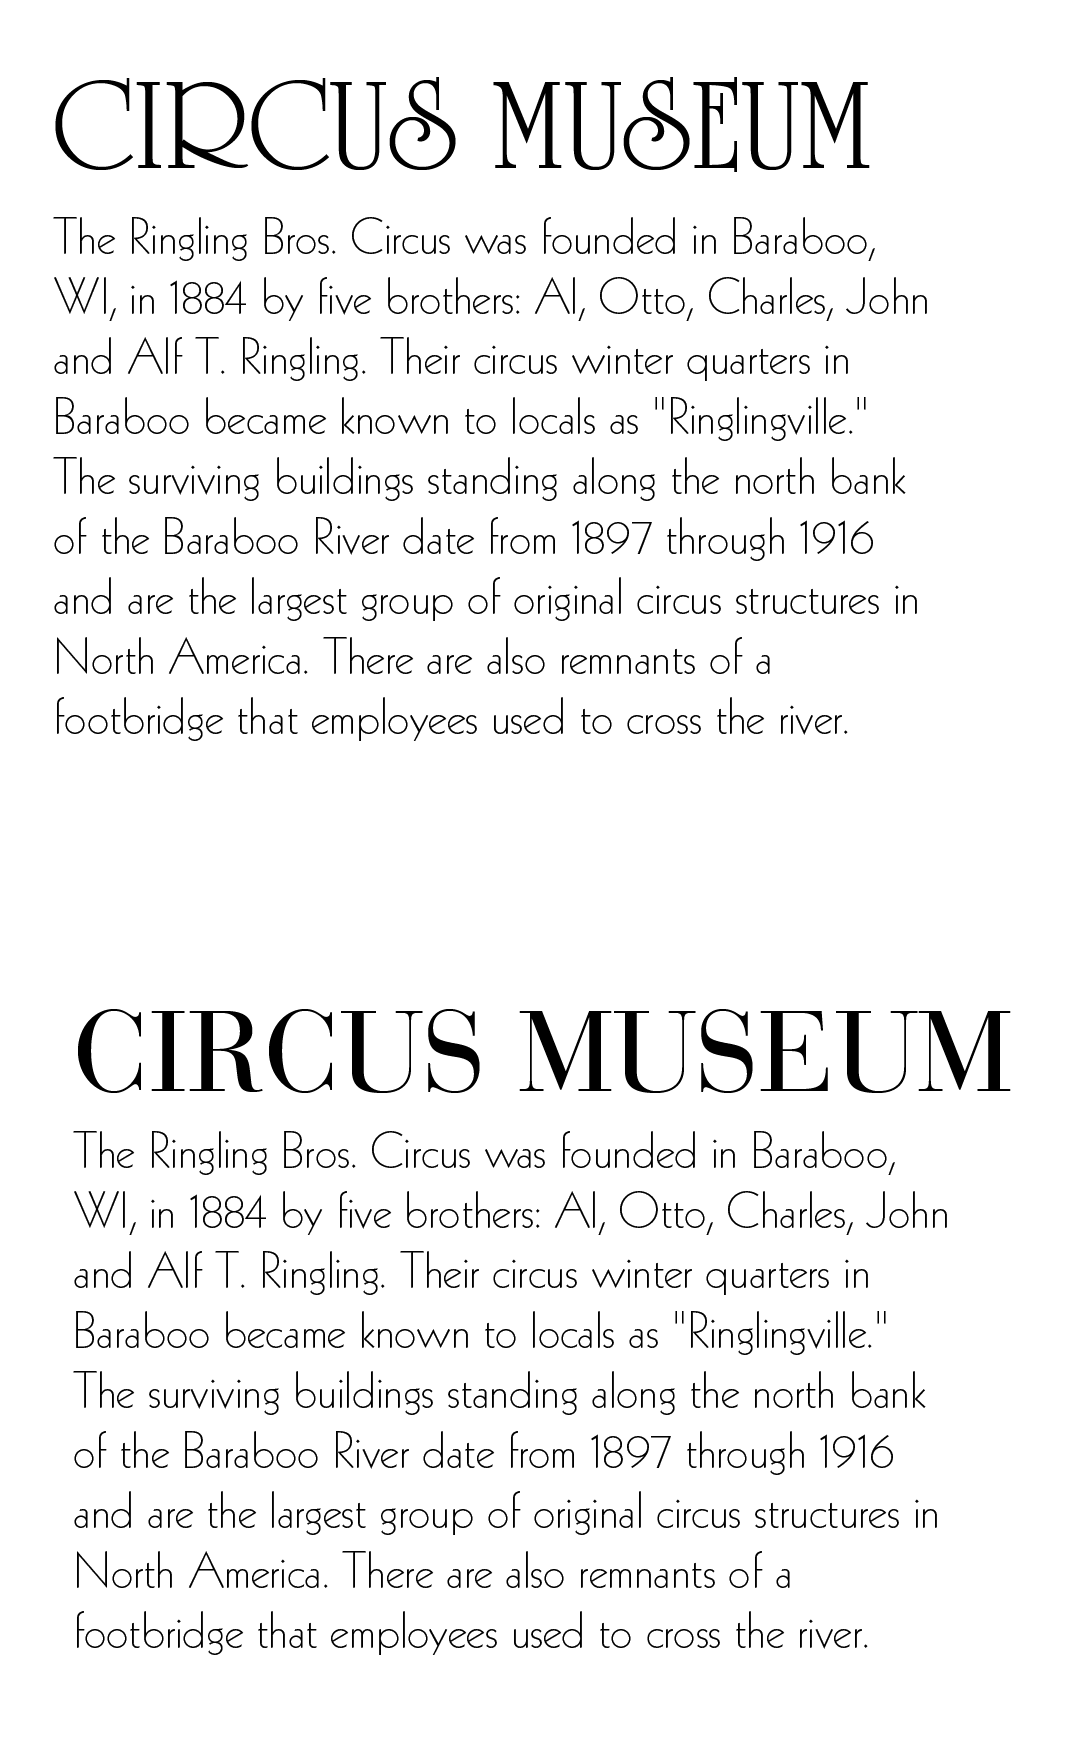 CIRCUS MUSEUM
The Ringling Bros. Circus was founded in Baraboo,
WI, in 1884 by five brothers: Al, Otto, Charles, John
and Alf T. Ringling. Their circus winter quarters in
Baraboo became known to locals as "Ringlingville."
The surviving buildings standing along the north bank
of the Baraboo River date from 1897 through 1916
and are the largest group of original circus structures in
North America. There are also remnants of a
footbridge that employees used to cross the river.
CIRCUS MUSEUM
The Ringling Bros. Circus was founded in Baraboo,
WI, in 1884 by five brothers: Al, Otto, Charles, John
and Alf T. Ringling. Their circus winter quarters in
Baraboo became known to locals as "Ringlingville."
The surviving buildings standing along the north bank
of the Baraboo River date from 1897 through 1916
and are the largest group of original circus structures in
North America. There are also remnants of a
footbridge that employees used to cross the river.